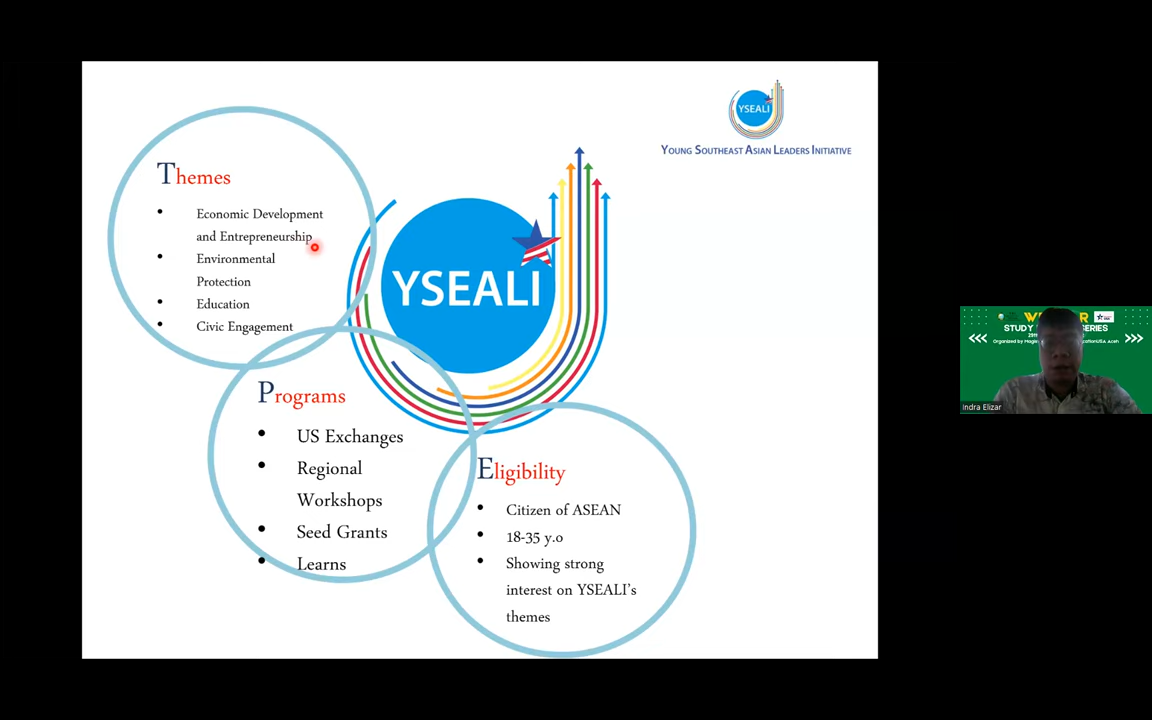 YSEALI
YOUNG SOUTHEAST ASIAN LEADERS INITIATIVE
Themes
• Economic Development
and Entrepreneurship
• Environmental
Protection
• Education
• Civic Engagement
YSEALI
Programs
• US Exchanges
• Regional
Workshops
• Seed Grants
• Learns
Eligibility
• Citizen of ASEAN
• 18-35 y.o
• Showing strong
interest on YSEALI's
themes
STUDY
Indra Elizar